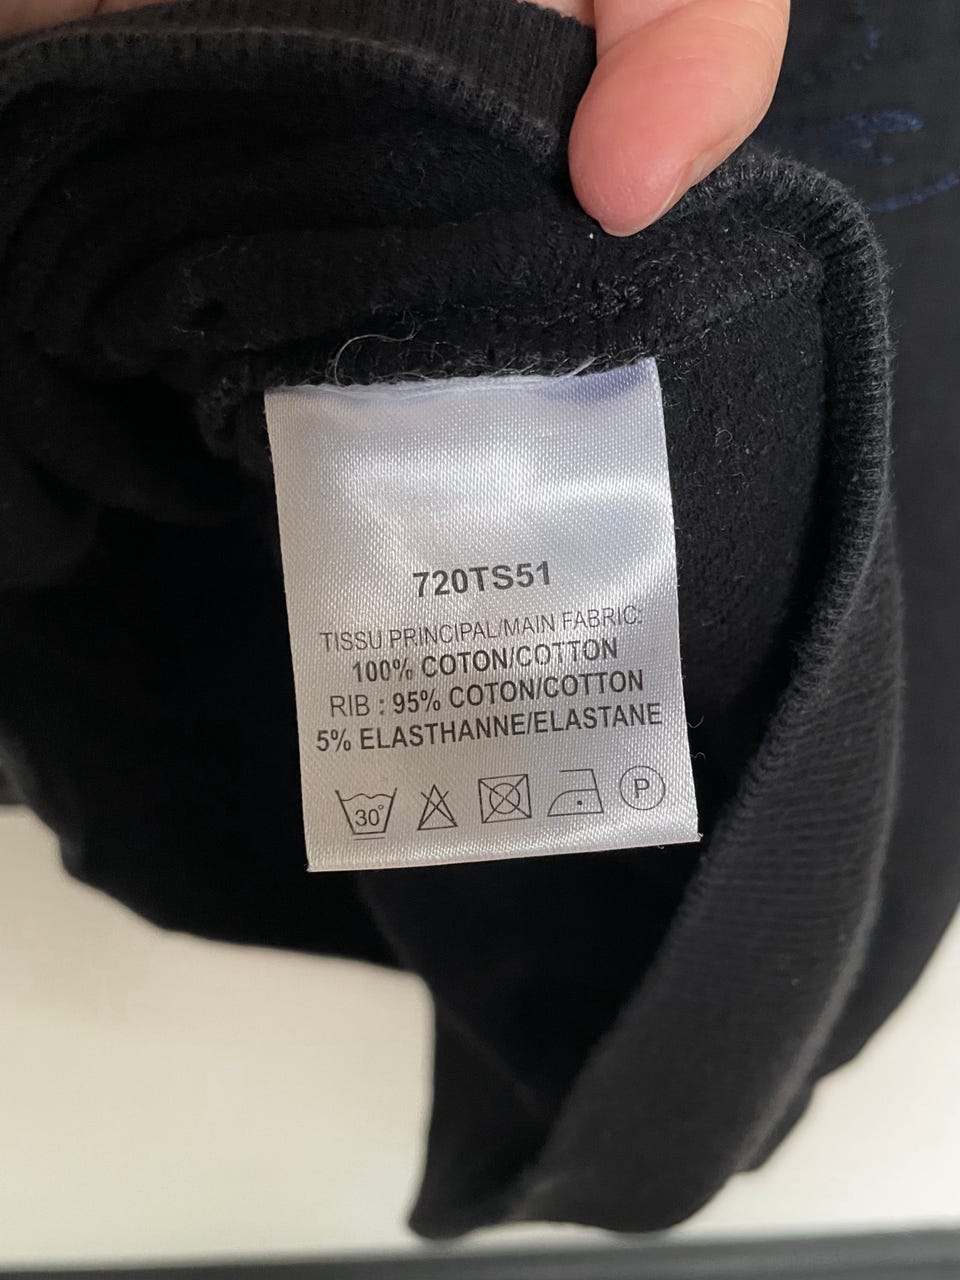 720TS51
TISSU PRINCIPAL/MAIN FABRIC:
100% COTON/COTTON
RIB : 95% COTON/COTTON
5% ELASTHANNE/ELASTANE
30° P